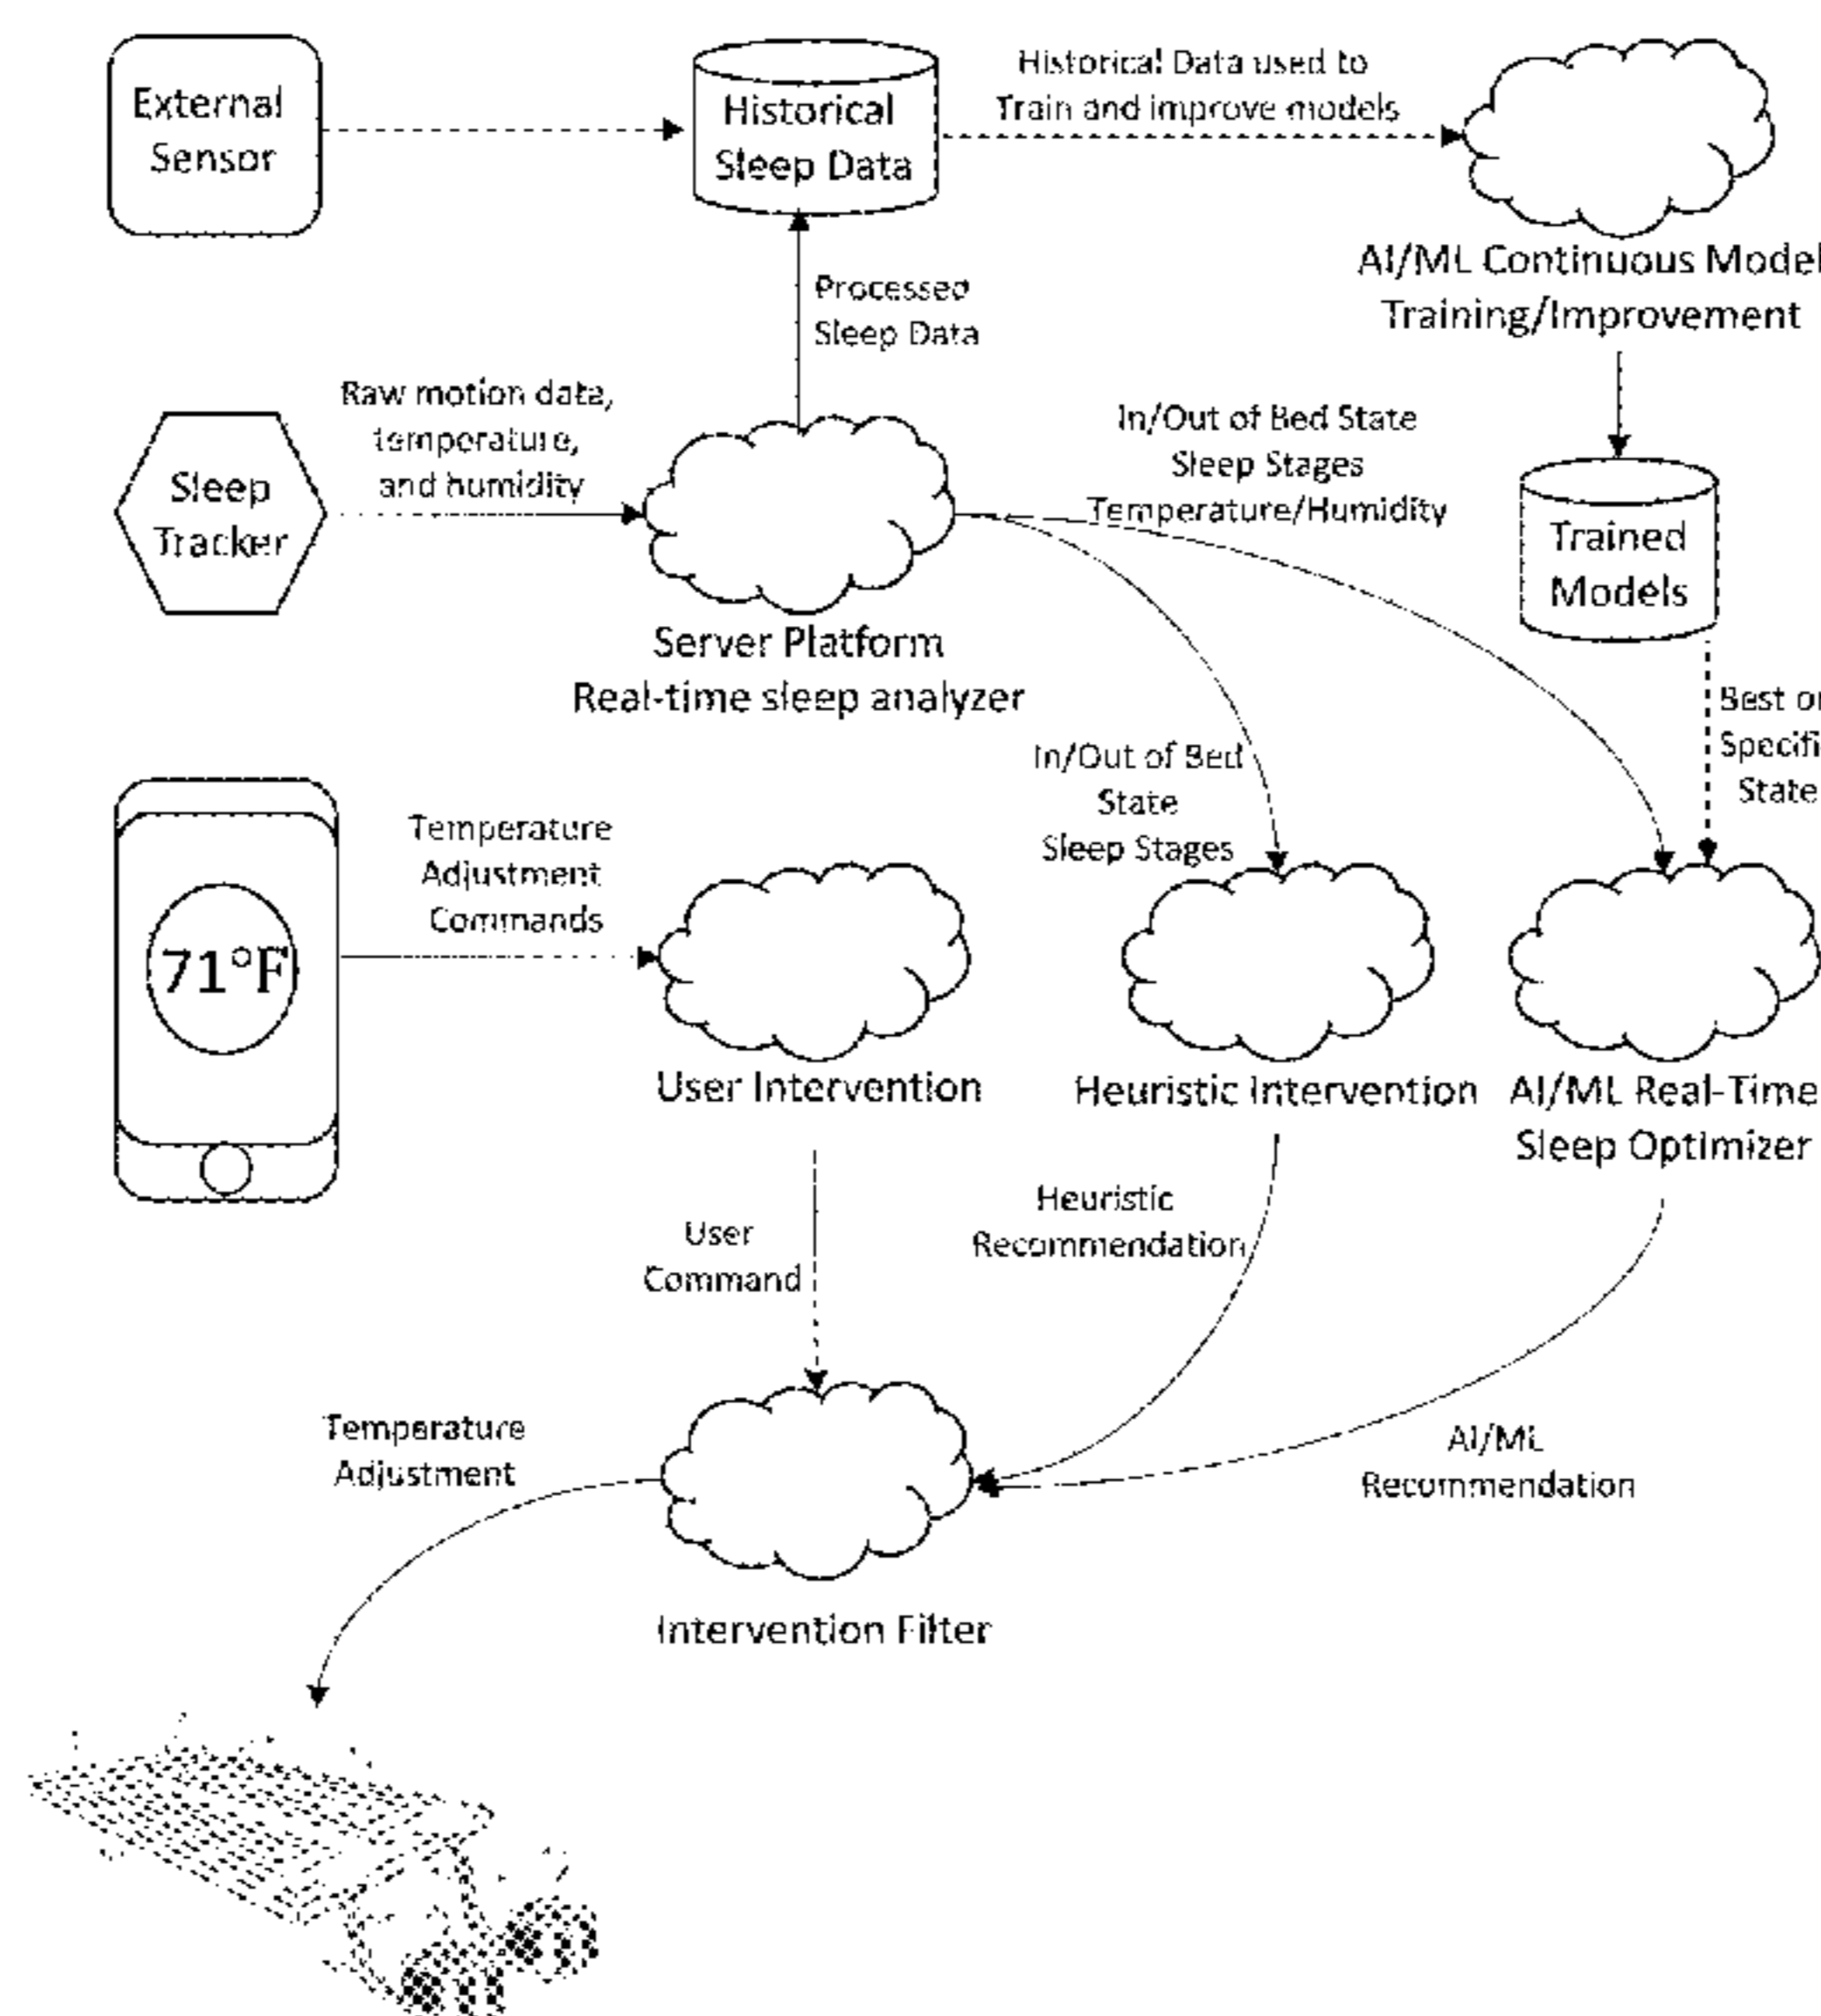 External
Sensor
Historical
Sleep Data
Historical Data used to
Train and improve models
AI/ML Continuous Model
Training/Improvement
Processed
Sleep Data
Sleep
Tracker
Raw motion data,
temperature,
and humidity
Server Platform
Real-time sleep analyzer
In/Out of Bed State
Sleep Stages
Temperature/Humidity
Trained
Models
Best
State
In/Out of Bed
State
Sleep Stages
71°F
Temperature
Adjustment
Commands
User Intervention
Heuristic Intervention
AI/ML Real-Time
Sleep Optimizer
User
Command
Heuristic
Recommendation
AI/ML
Recommendation
Temperature
Adjustment
Intervention Filter